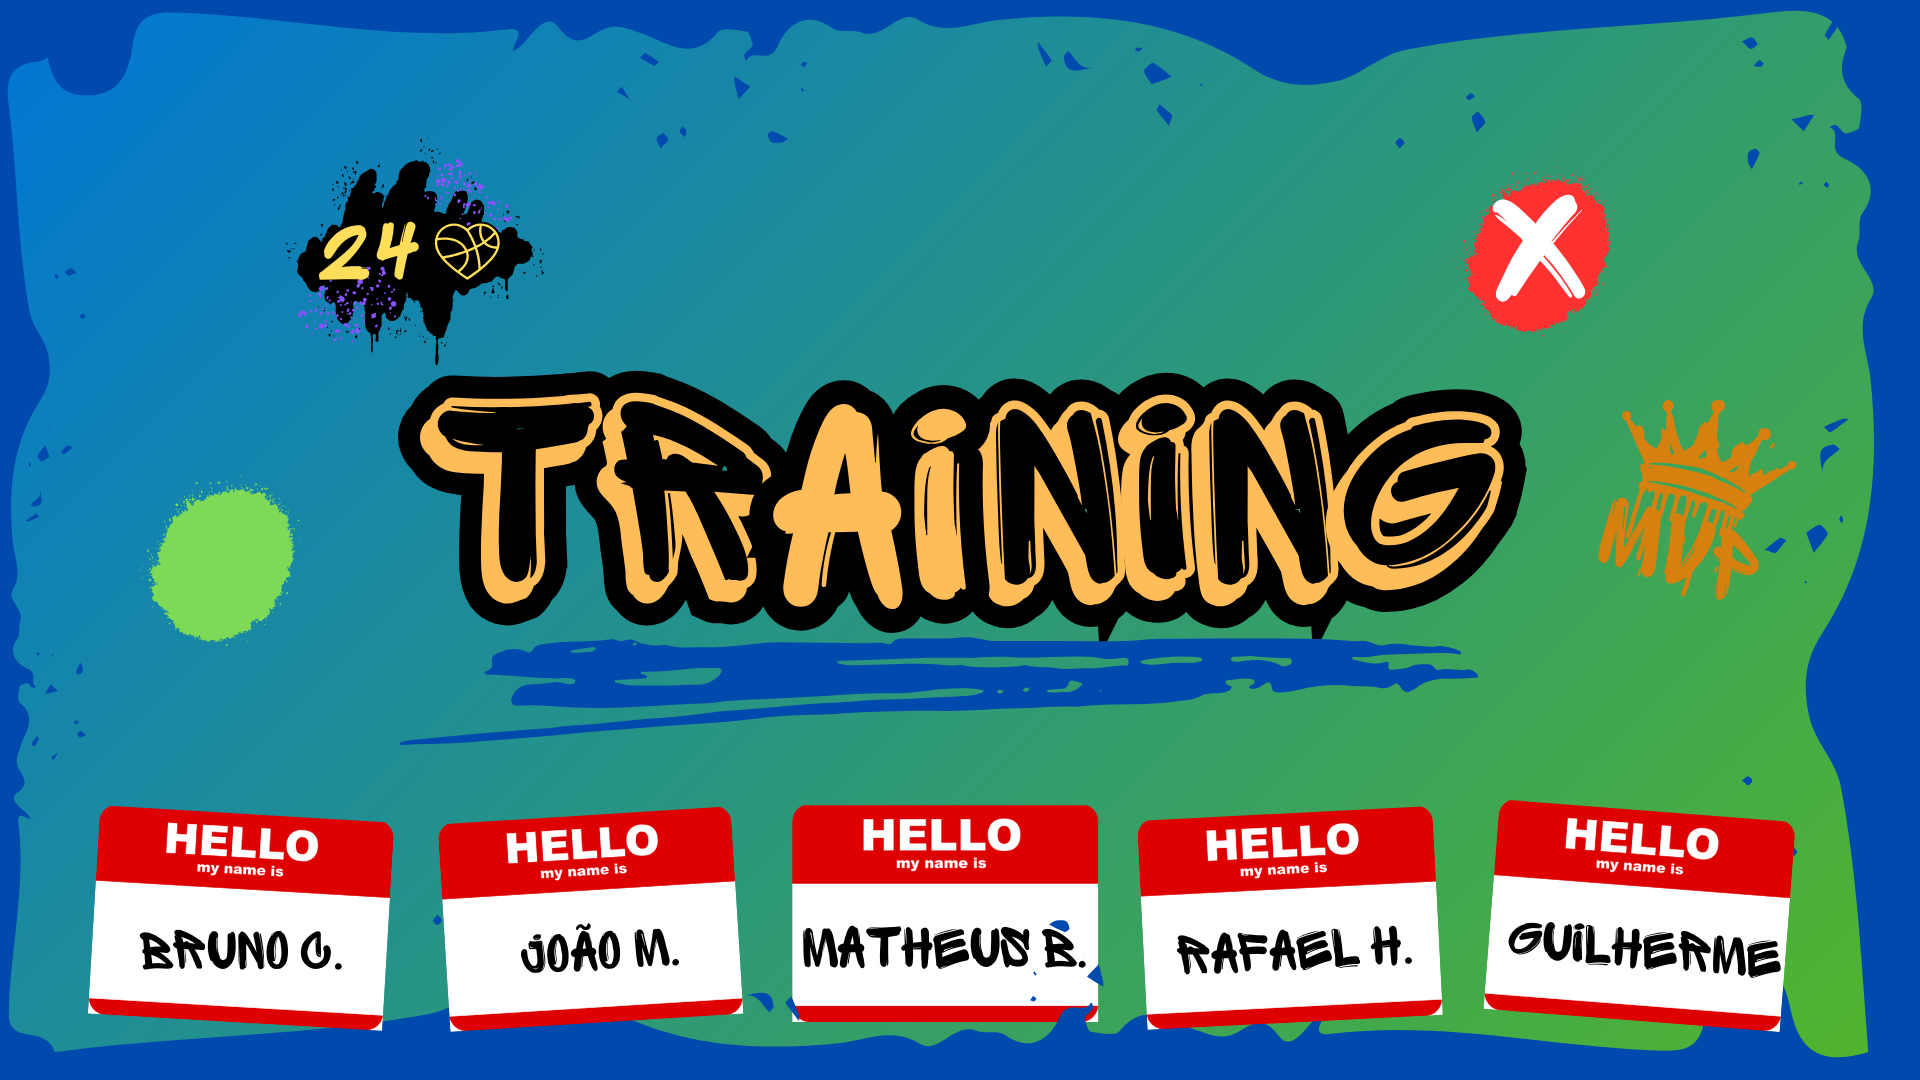 24
X
TRAINING
MVP
HELLO
my name is
BRUNO C.
HELLO
my name is
JOÃO M.
HELLO
my name is
MATHEUS B.
HELLO
my name is
RAFAEL H.
HELLO
my name is
GUILHERME